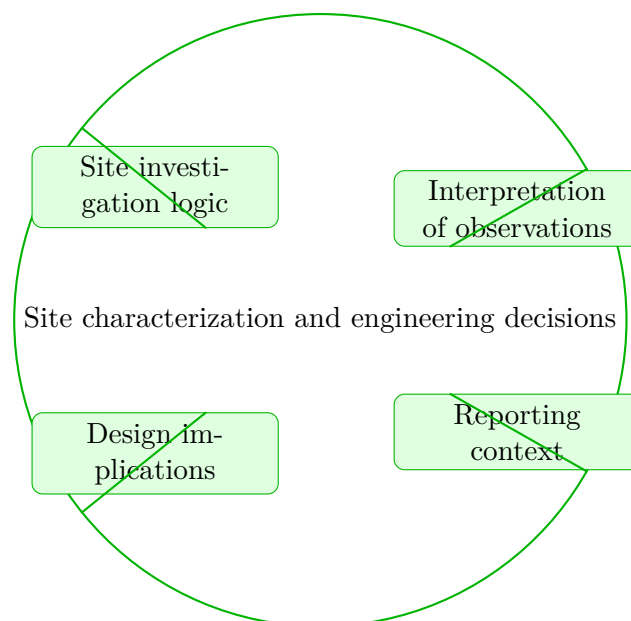 Site investi-
gation logic
Interpretation
of observations
Site characterization and engineering decisions
Design im-
plications
Reporting
context